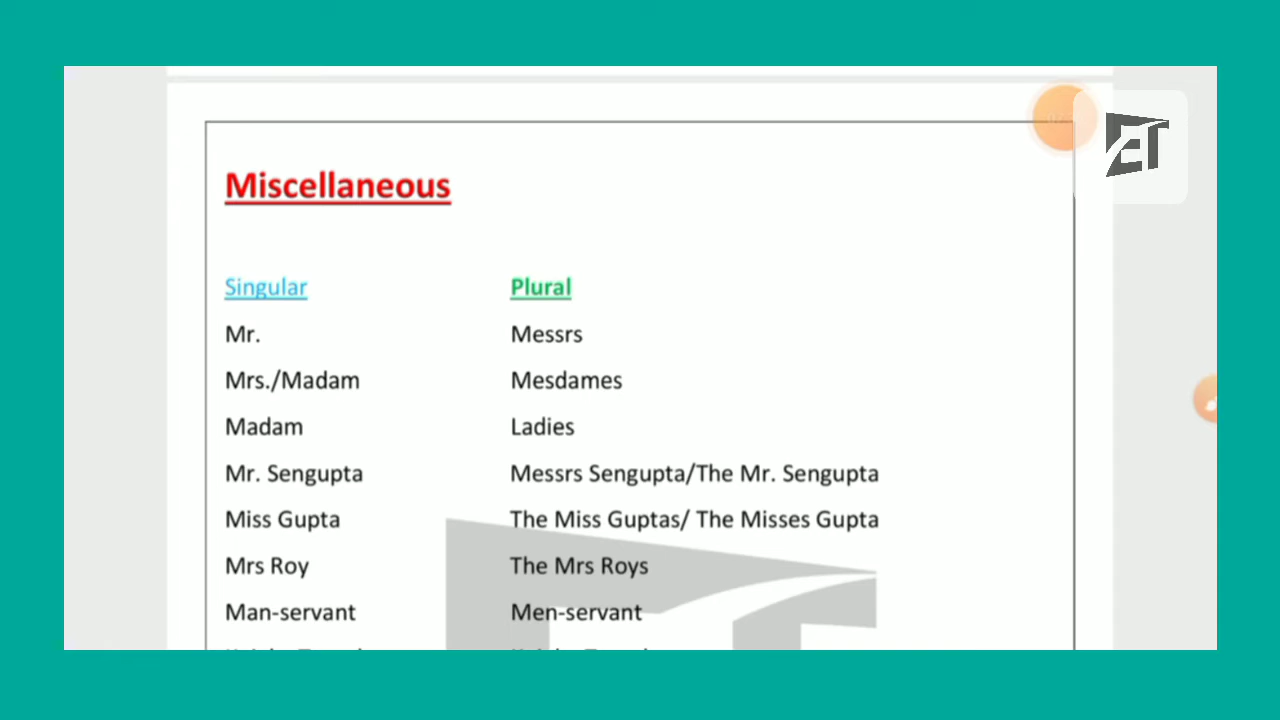 Miscellaneous
Singular Plural
Mr. Messrs
Mrs./Madam Mesdames
Madam Ladies
Mr. Sengupta Messrs Sengupta/The Mr. Sengupta
Miss Gupta The Miss Guptas/ The Misses Gupta
Mrs Roy The Mrs Roys
Man-servant Men-servant
ET